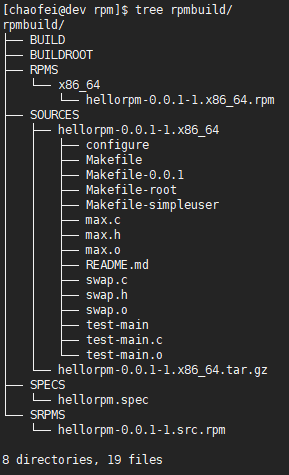 [chaofei@dev rpm]$ tree rpmbuild/
rpmbuild/
├── BUILD
├── BUILDROOT
├── RPMS
│   └── x86_64
│       └── hellorpm-0.0.1-1.x86_64.rpm
├── SOURCES
│   ├── hellorpm-0.0.1-1.x86_64
│   │   ├── configure
│   │   ├── Makefile
│   │   ├── Makefile-0.0.1
│   │   ├── Makefile-root
│   │   ├── Makefile-simpleuser
│   │   ├── max.c
│   │   ├── max.h
│   │   ├── max.o
│   │   ├── README.md
│   │   ├── swap.c
│   │   ├── swap.h
│   │   ├── swap.o
│   │   ├── test-main
│   │   ├── test-main.c
│   │   └── test-main.o
│   └── hellorpm-0.0.1-1.x86_64.tar.gz
├── SPECS
│   └── hellorpm.spec
└── SRPMS
    └── hellorpm-0.0.1-1.src.rpm

8 directories, 19 files